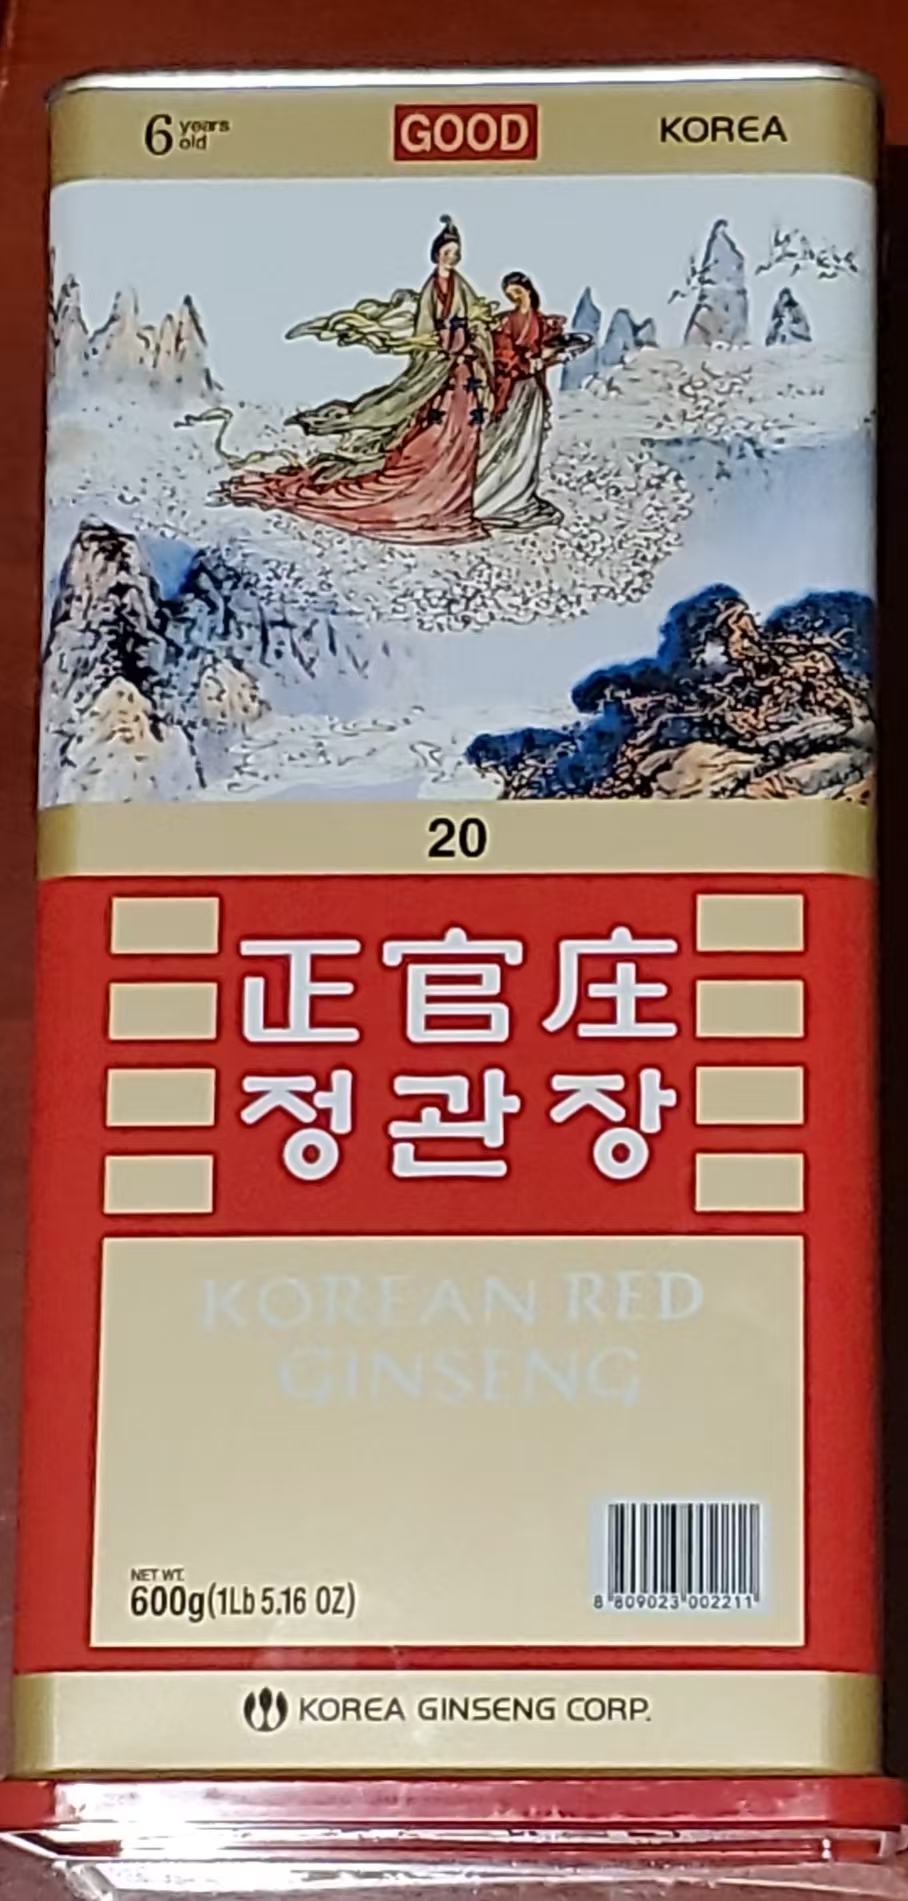 6 years old
GOOD
KOREA
20
正官庄
정관장
KOREAN RED
GINSENG
NET WT.
600g(1Lb 5.16 OZ)
8 809023 002211
KOREA GINSENG CORP.